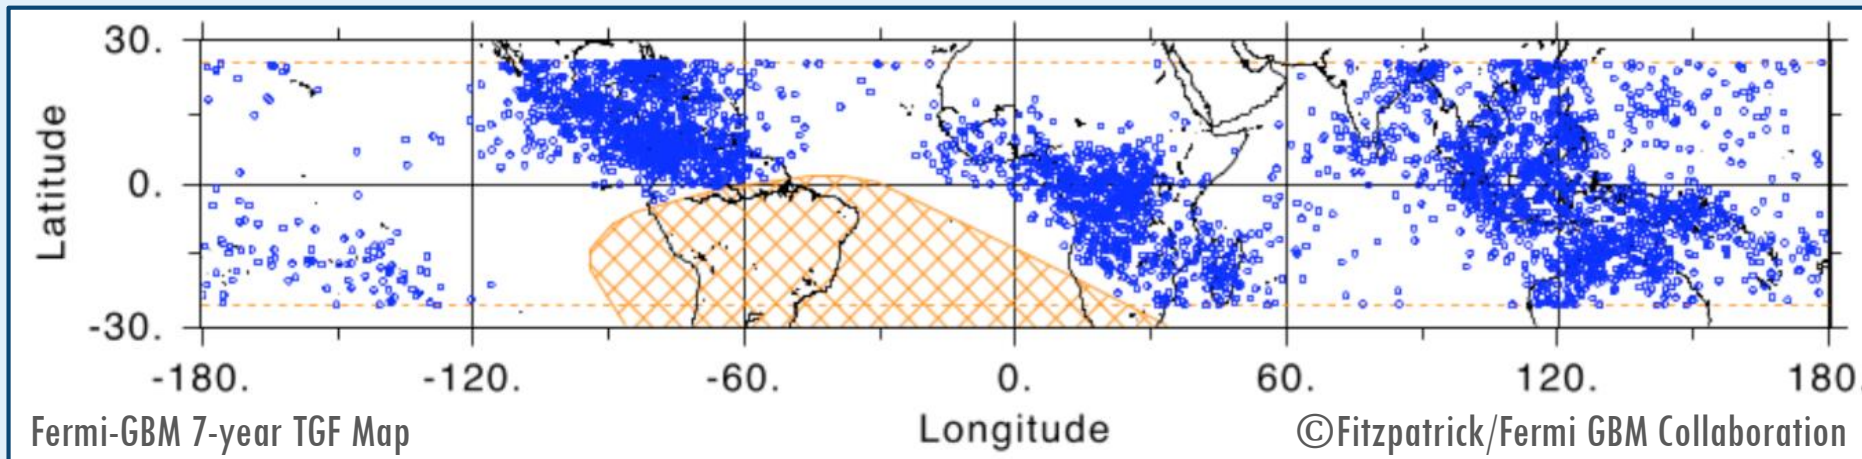 30.
0.
-30.
Latitude
-180.
-120.
-60.
0.
60.
120.
180.
Longitude
Fermi-GBM 7-year TGF Map
©Fitzpatrick/Fermi GBM Collaboration